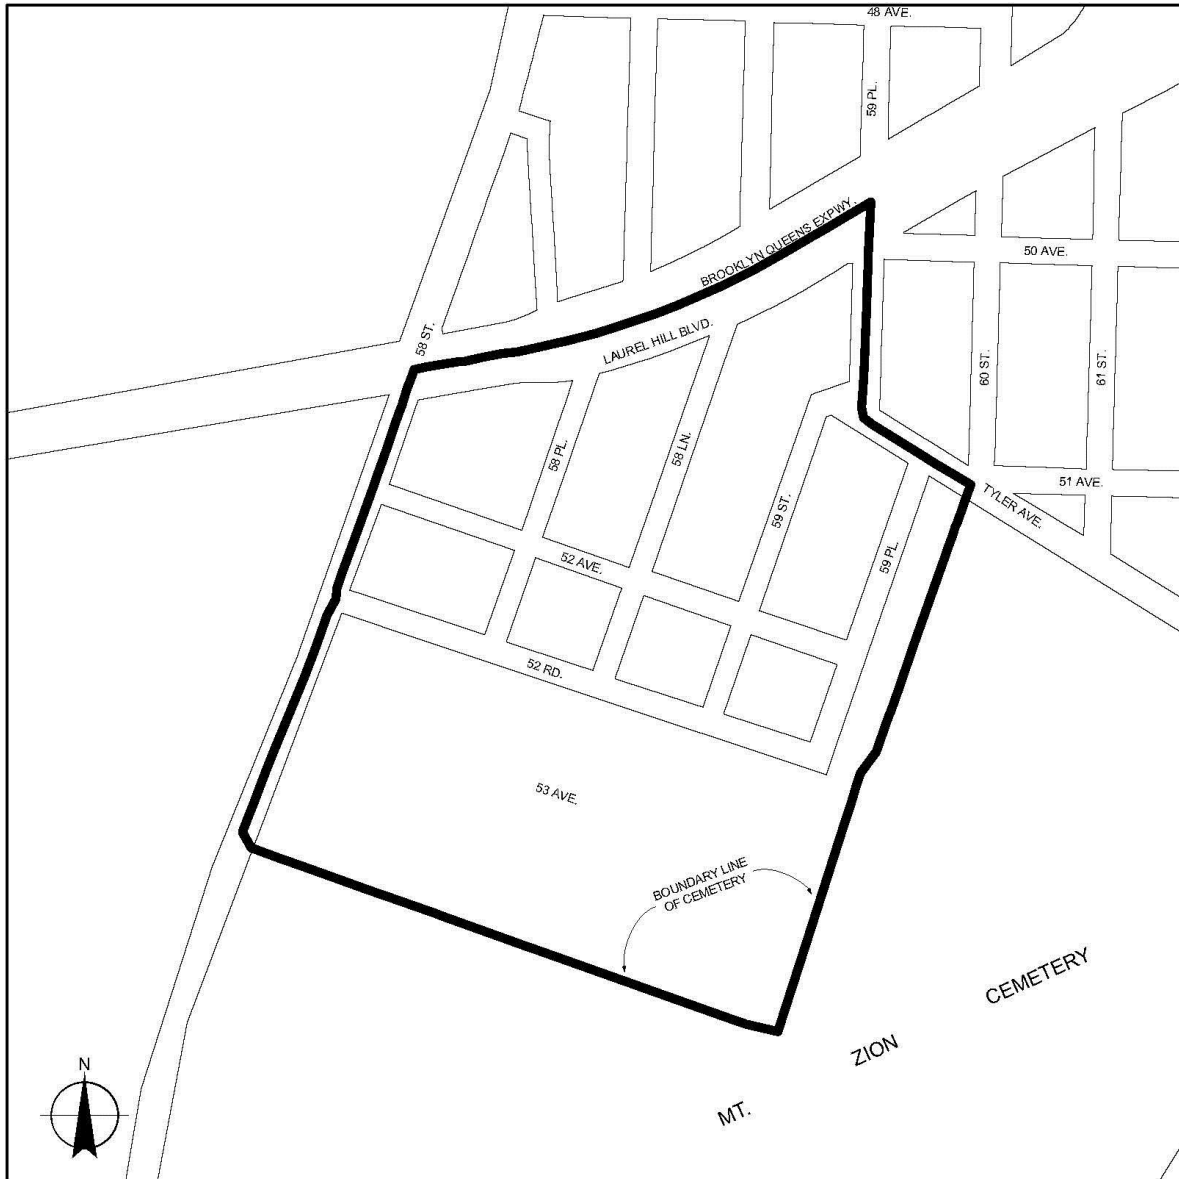 48 AVE.
59 PL.
BROOKLYN QUEENS EXPWY.
50 AVE.
58 ST.
LAUREL HILL BLVD.
60 ST.
61 ST.
58 PL.
58 LN.
51 AVE.
TYLER AVE.
59 ST.
59 PL.
52 AVE.
52 RD.
53 AVE.
BOUNDARY LINE
OF CEMETERY
MT. ZION CEMETERY
N